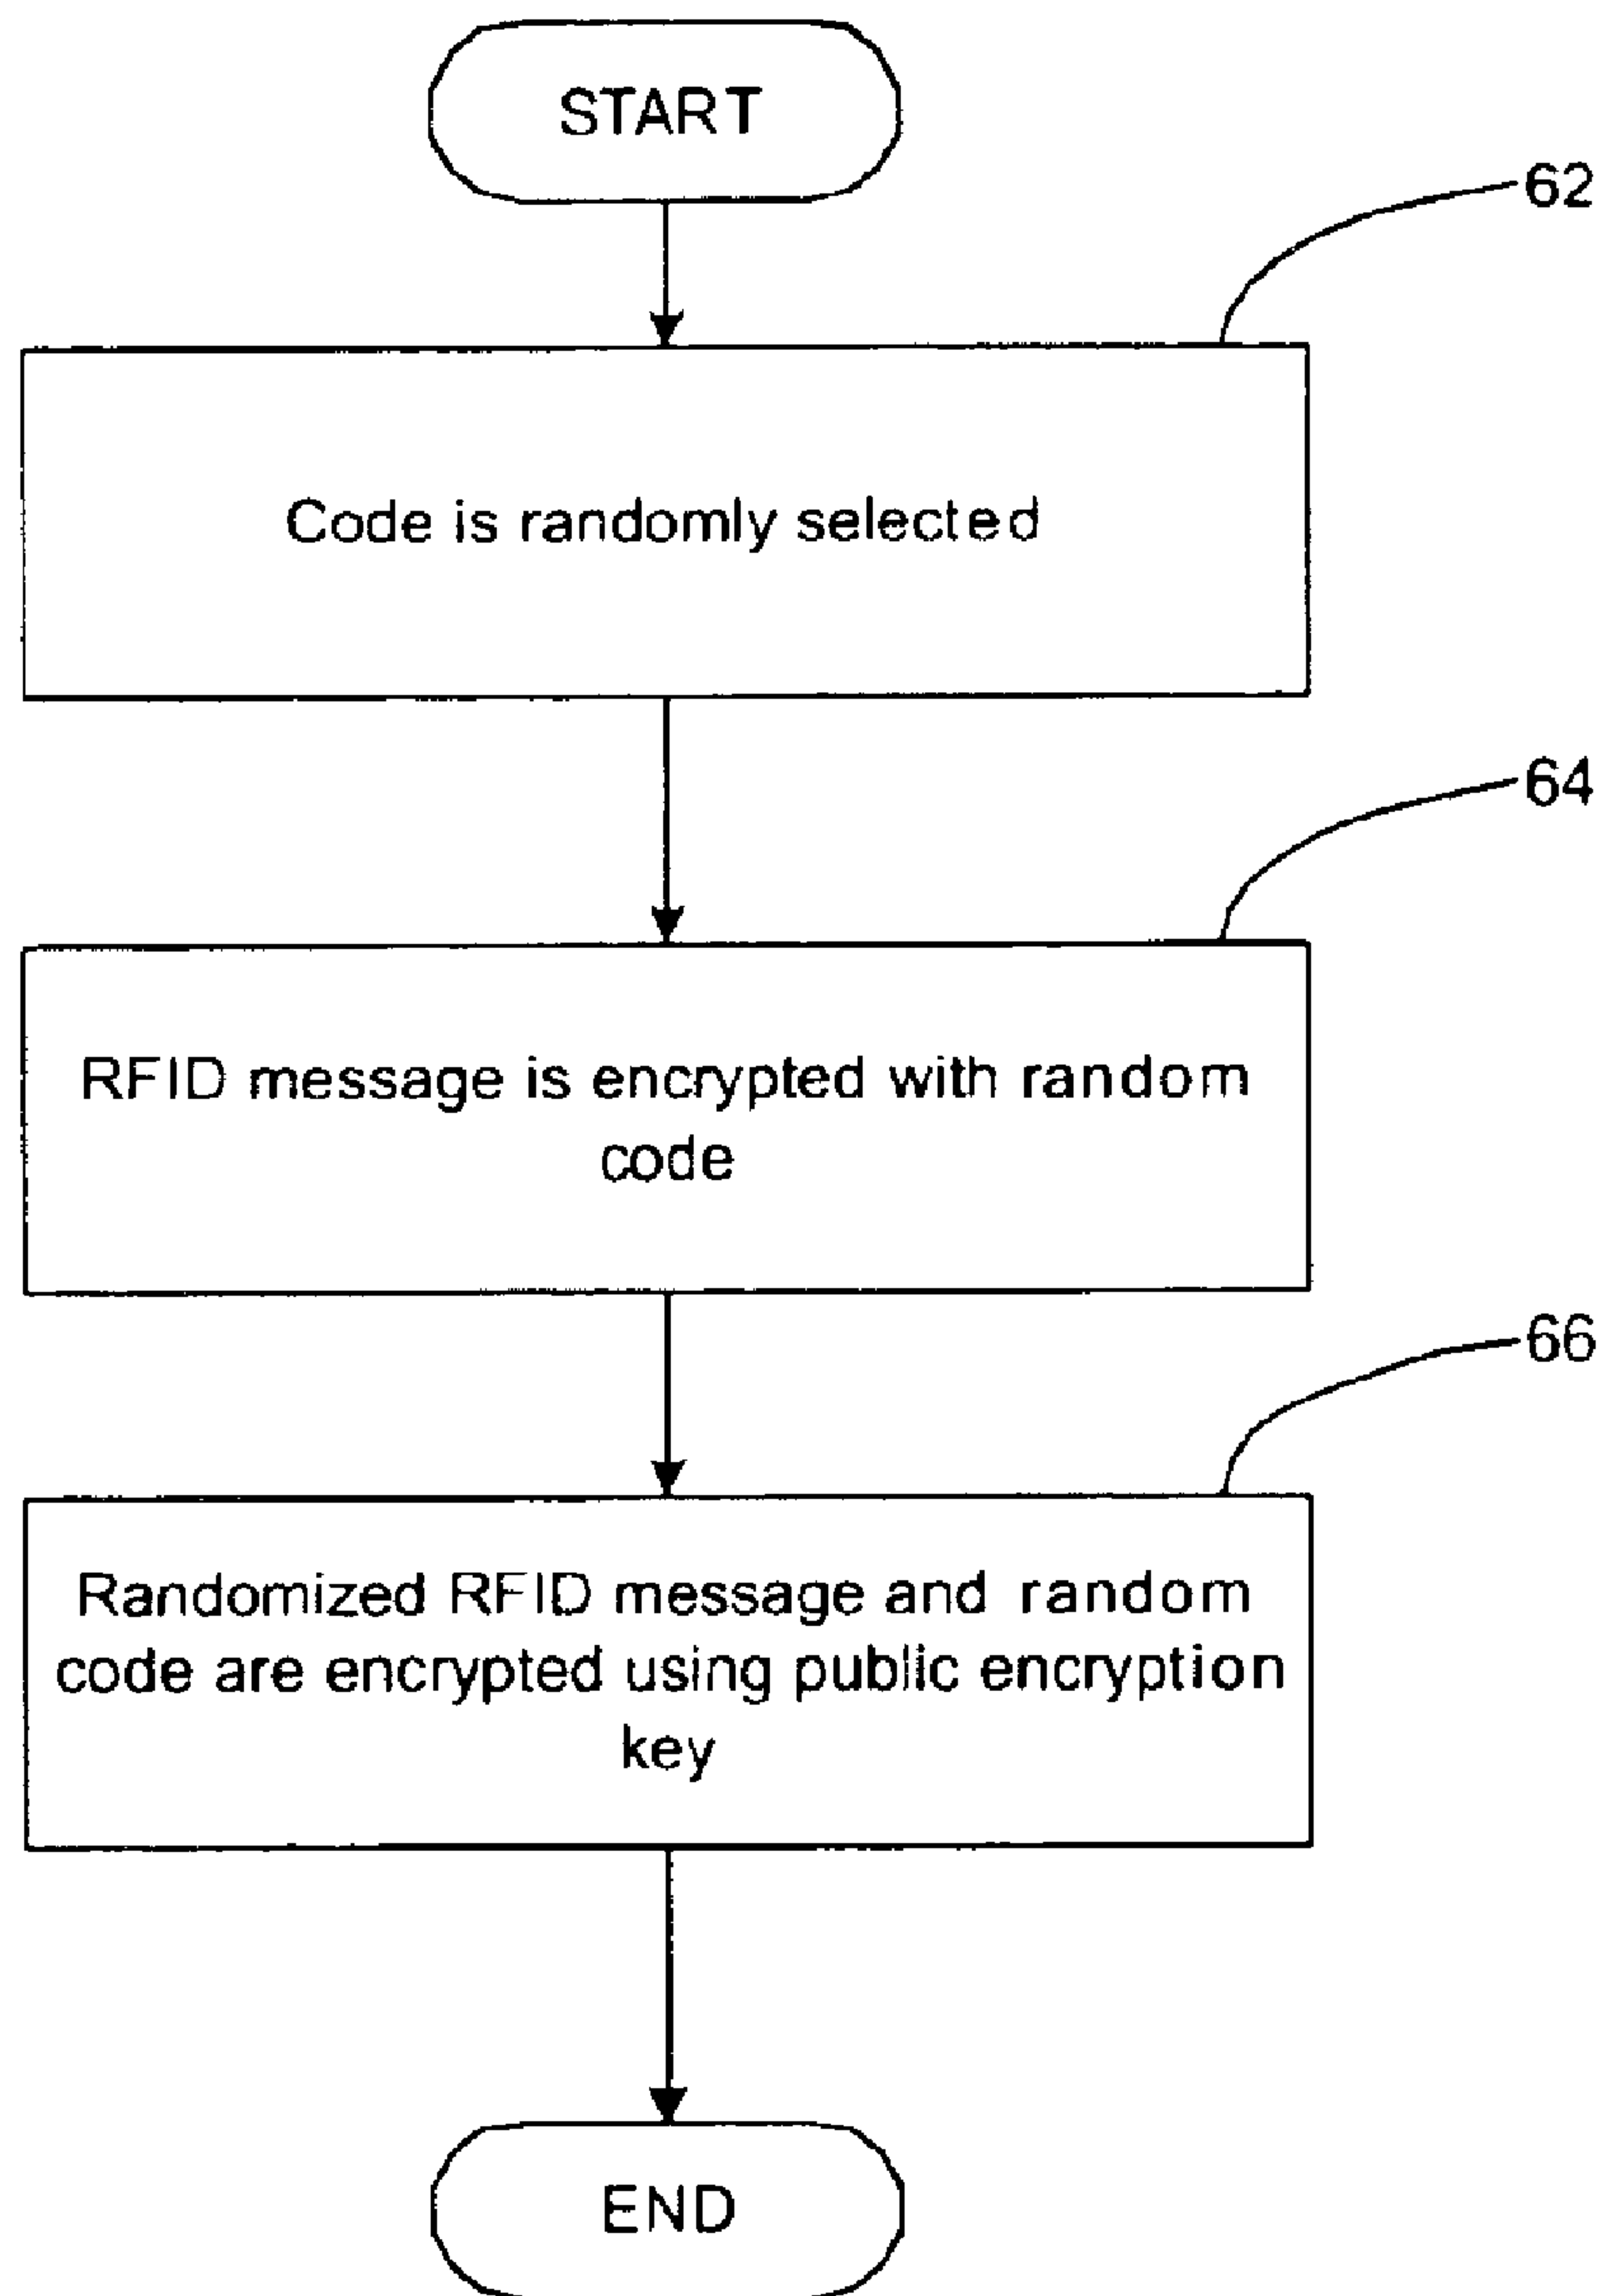 START
62
Code is randomly selected
64
RFID message is encrypted with random
code
66
Randomized RFID message and random
code are encrypted using public encryption
key
END